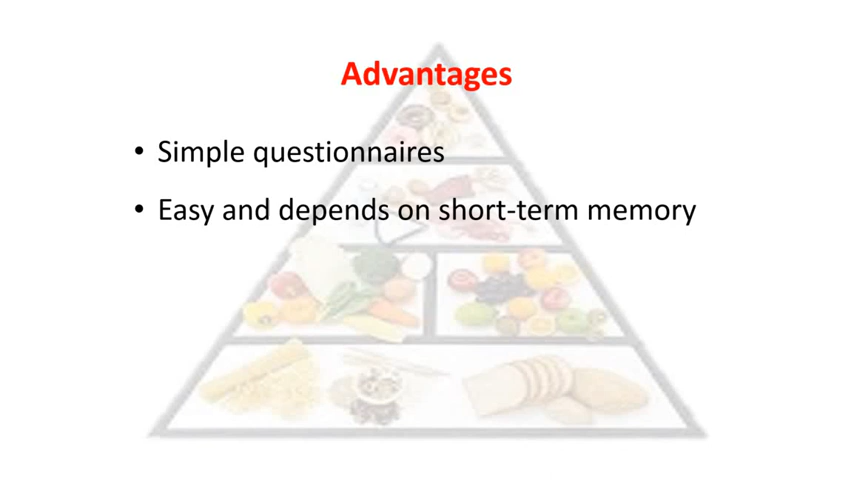 Advantages
• Simple questionnaires
• Easy and depends on short-term memory